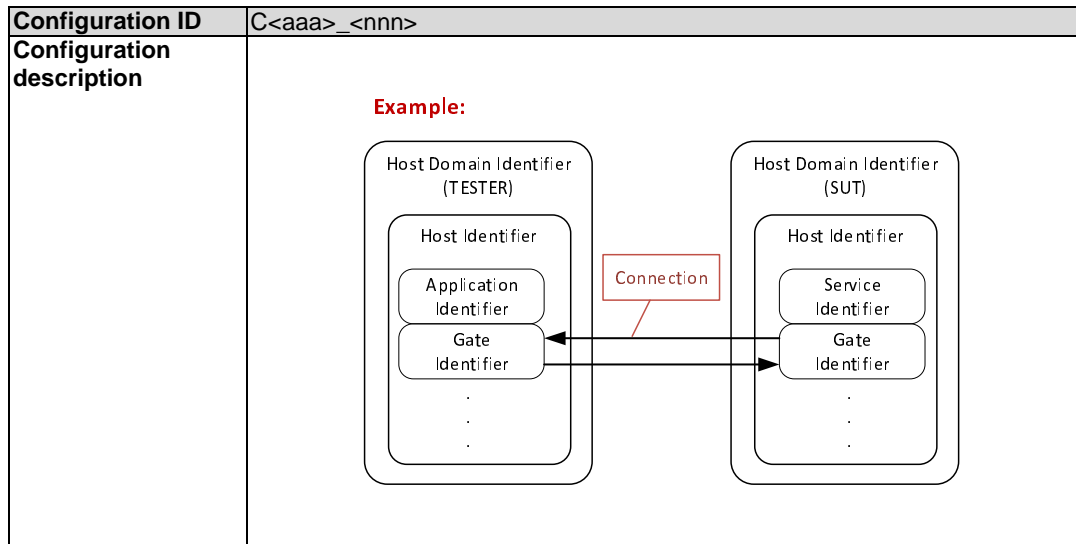 Configuration ID
C<aaa>_<nnn>
Configuration
description
Example:
Host Domain Identifier
(TESTER)
Host Identifier
Application
Identifier
Gate
Identifier
.
.
.
Connection
Host Domain Identifier
(SUT)
Host Identifier
Service
Identifier
Gate
Identifier
.
.
.